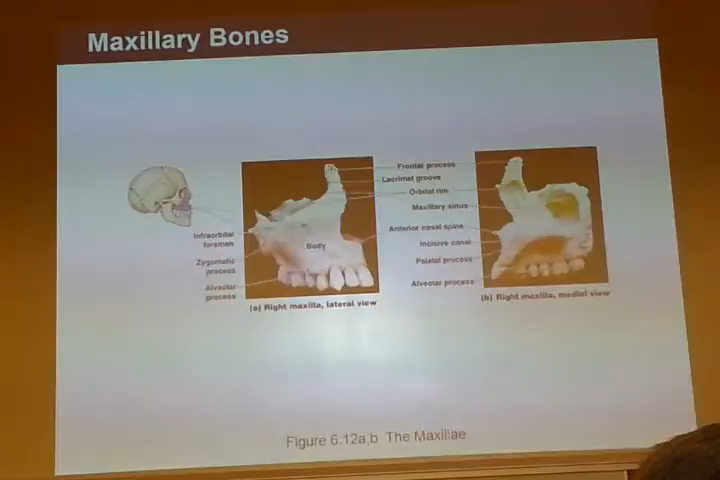 Maxillary Bones
Frontal process
Lacrimal groove
Orbital rim
Maxillary sinus
Anterior nasal spine
Incisive canal
Palatal process
Alveolar process
Infraorbital
foramen
Zygomatic
process
Alveolar
process
Body
(a) Right maxilla, lateral view
(b) Right maxilla, medial view
Figure 6.12a,b The Maxillae